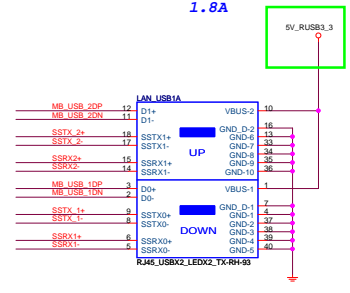 1.8A
5V_RUSB3_3
LAN_USB1A
MB_USB_2DP 12 D1+ VBUS-2 10
MB_USB_2DN 11 D1-
GND_D-2 16
SSTX_2+ 18 SSTX1+ GND-6 13
SSTX_2- 17 SSTX1- GND-7 33
UP GND-8 34
SSRX2+ 15 SSRX1+ GND-9 35
SSRX2- 14 SSRX1- GND-10 36
MB_USB_1DP 3 D0+ VBUS-1 1
MB_USB_1DN 2 D0-
GND_D-1 7
SSTX_1+ 9 SSTX0+ GND-1 4
SSTX_1- 8 SSTX0- GND-2 37
DOWN GND-3 38
SSRX1+ 6 SSRX0+ GND-4 39
SSRX1- 5 SSRX0- GND-5 40
RJ45_USBX2_LEDX2_TX-RH-93